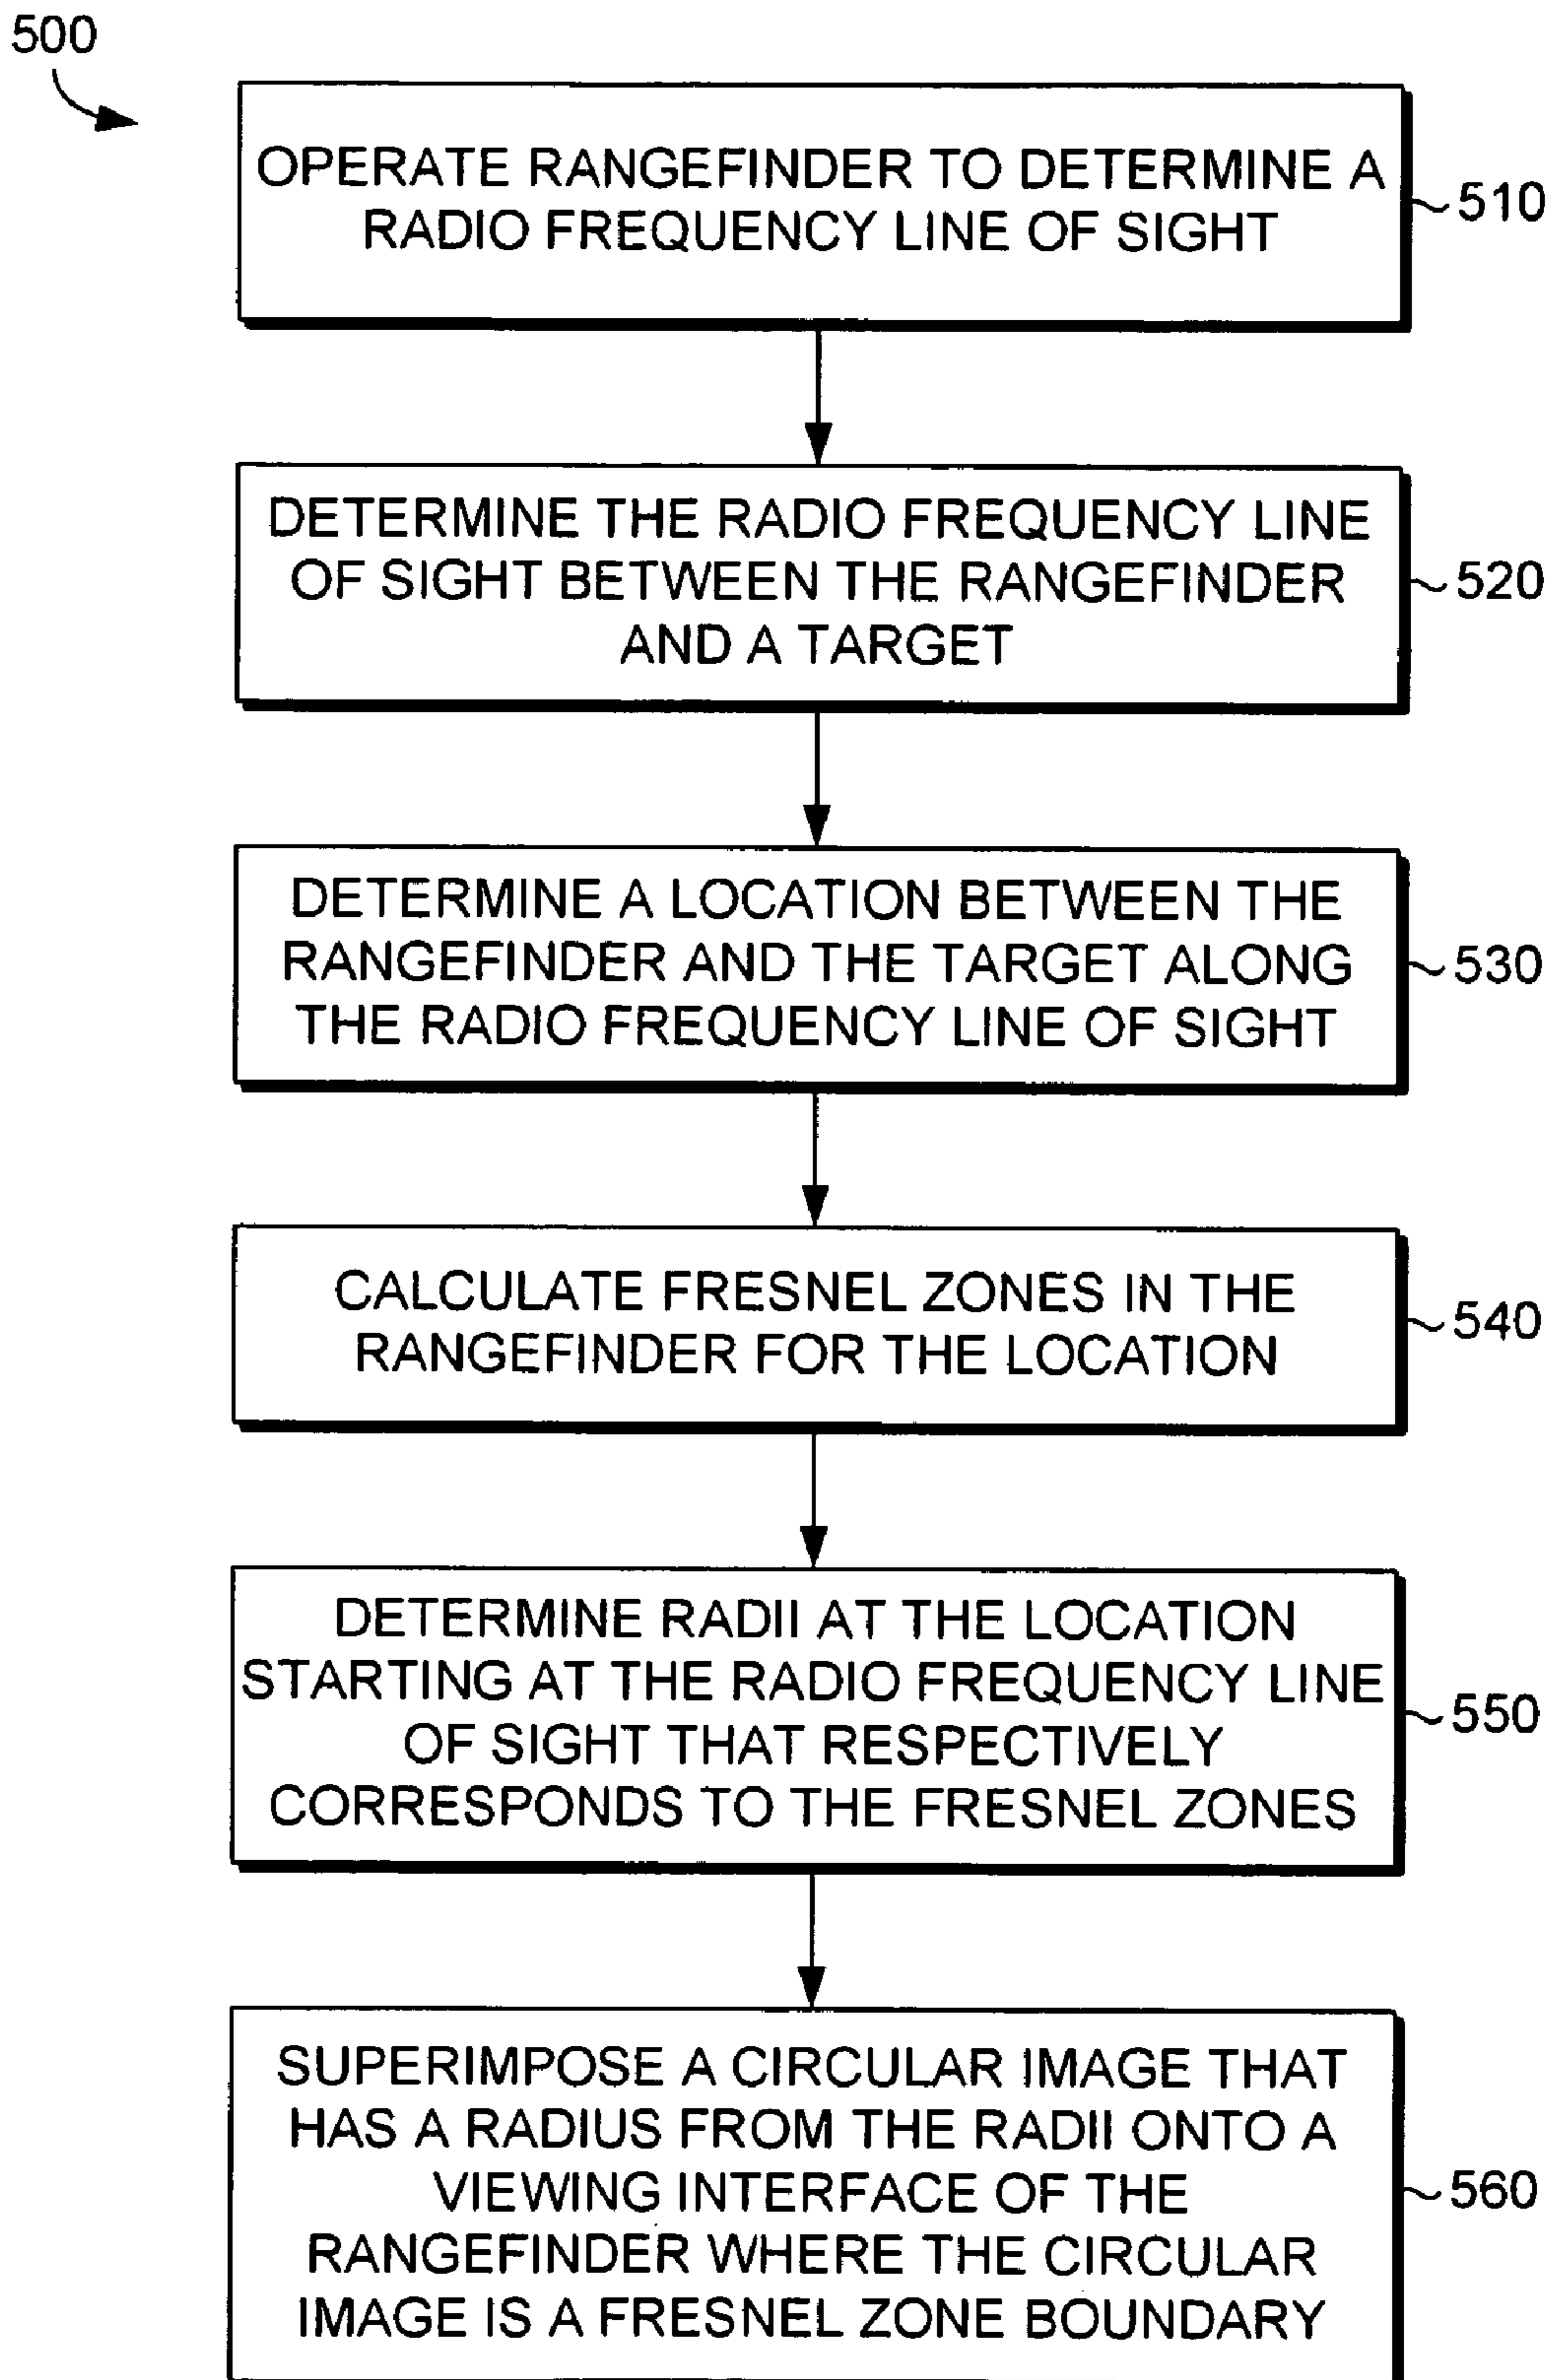 500
OPERATE RANGEFINDER TO DETERMINE A
RADIO FREQUENCY LINE OF SIGHT
510
DETERMINE THE RADIO FREQUENCY LINE
OF SIGHT BETWEEN THE RANGEFINDER
AND A TARGET
520
DETERMINE A LOCATION BETWEEN THE
RANGEFINDER AND THE TARGET ALONG
THE RADIO FREQUENCY LINE OF SIGHT
530
CALCULATE FRESNEL ZONES IN THE
RANGEFINDER FOR THE LOCATION
540
DETERMINE RADII AT THE LOCATION
STARTING AT THE RADIO FREQUENCY LINE
OF SIGHT THAT RESPECTIVELY
CORRESPONDS TO THE FRESNEL ZONES
550
SUPERIMPOSE A CIRCULAR IMAGE THAT
HAS A RADIUS FROM THE RADII ONTO A
VIEWING INTERFACE OF THE
RANGEFINDER WHERE THE CIRCULAR
IMAGE IS A FRESNEL ZONE BOUNDARY
560